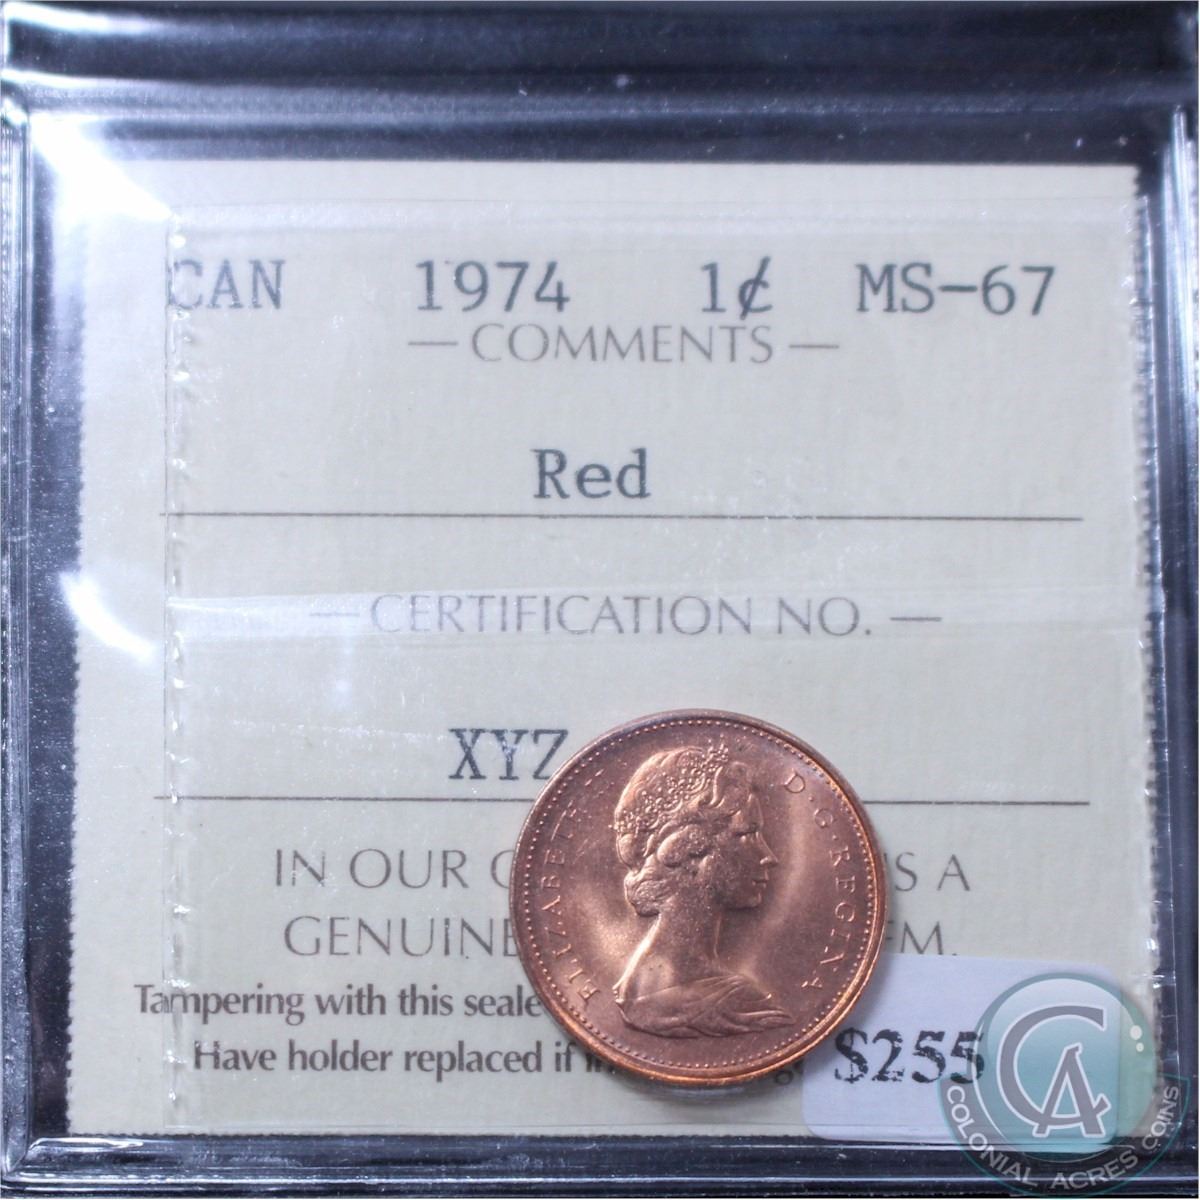 CAN 1974 1¢ MS-67
— COMMENTS —
Red
— CERTIFICATION NO. —
XYZ
IN OUR S A
GENUINE
Tampering with this seale
Have holder replaced if
ELIZABETH II D·G·REGINA
$255
CA
COLONIAL ACRES COINS